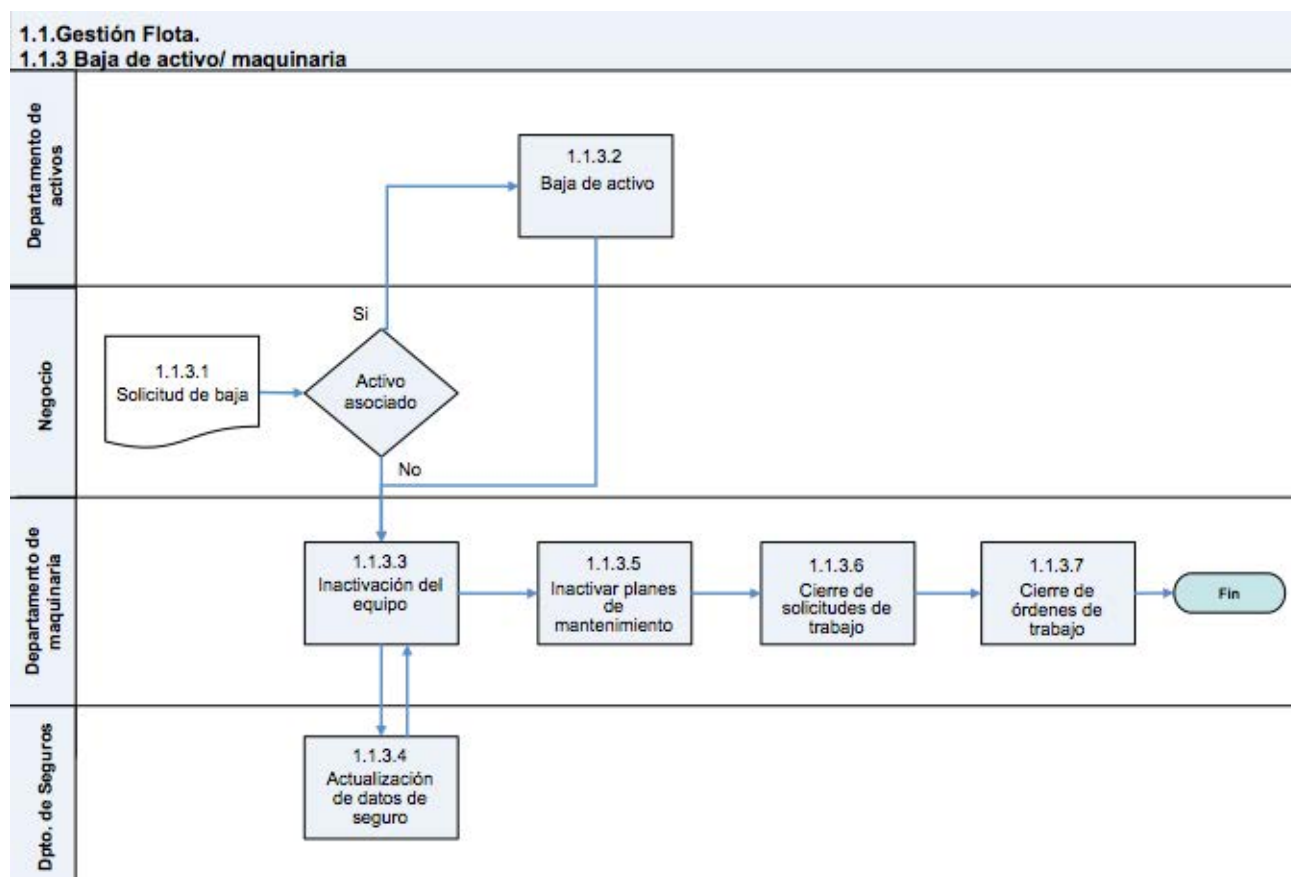 1.1.Gestión Flota.
1.1.3 Baja de activo/ maquinaria
Departamento de
activos
1.1.3.2
Baja de activo
Negocio
Si
1.1.3.1
Solicitud de baja
Activo
asociado
No
Departamento de
maquinaria
1.1.3.3
Inactivación del
equipo
1.1.3.5
Inactivar planes
de
mantenimiento
1.1.3.6
Cierre de
solicitudes de
trabajo
1.1.3.7
Cierre de
órdenes de
trabajo
Fin
Dpto. de Seguros
1.1.3.4
Actualización
de datos de
seguro